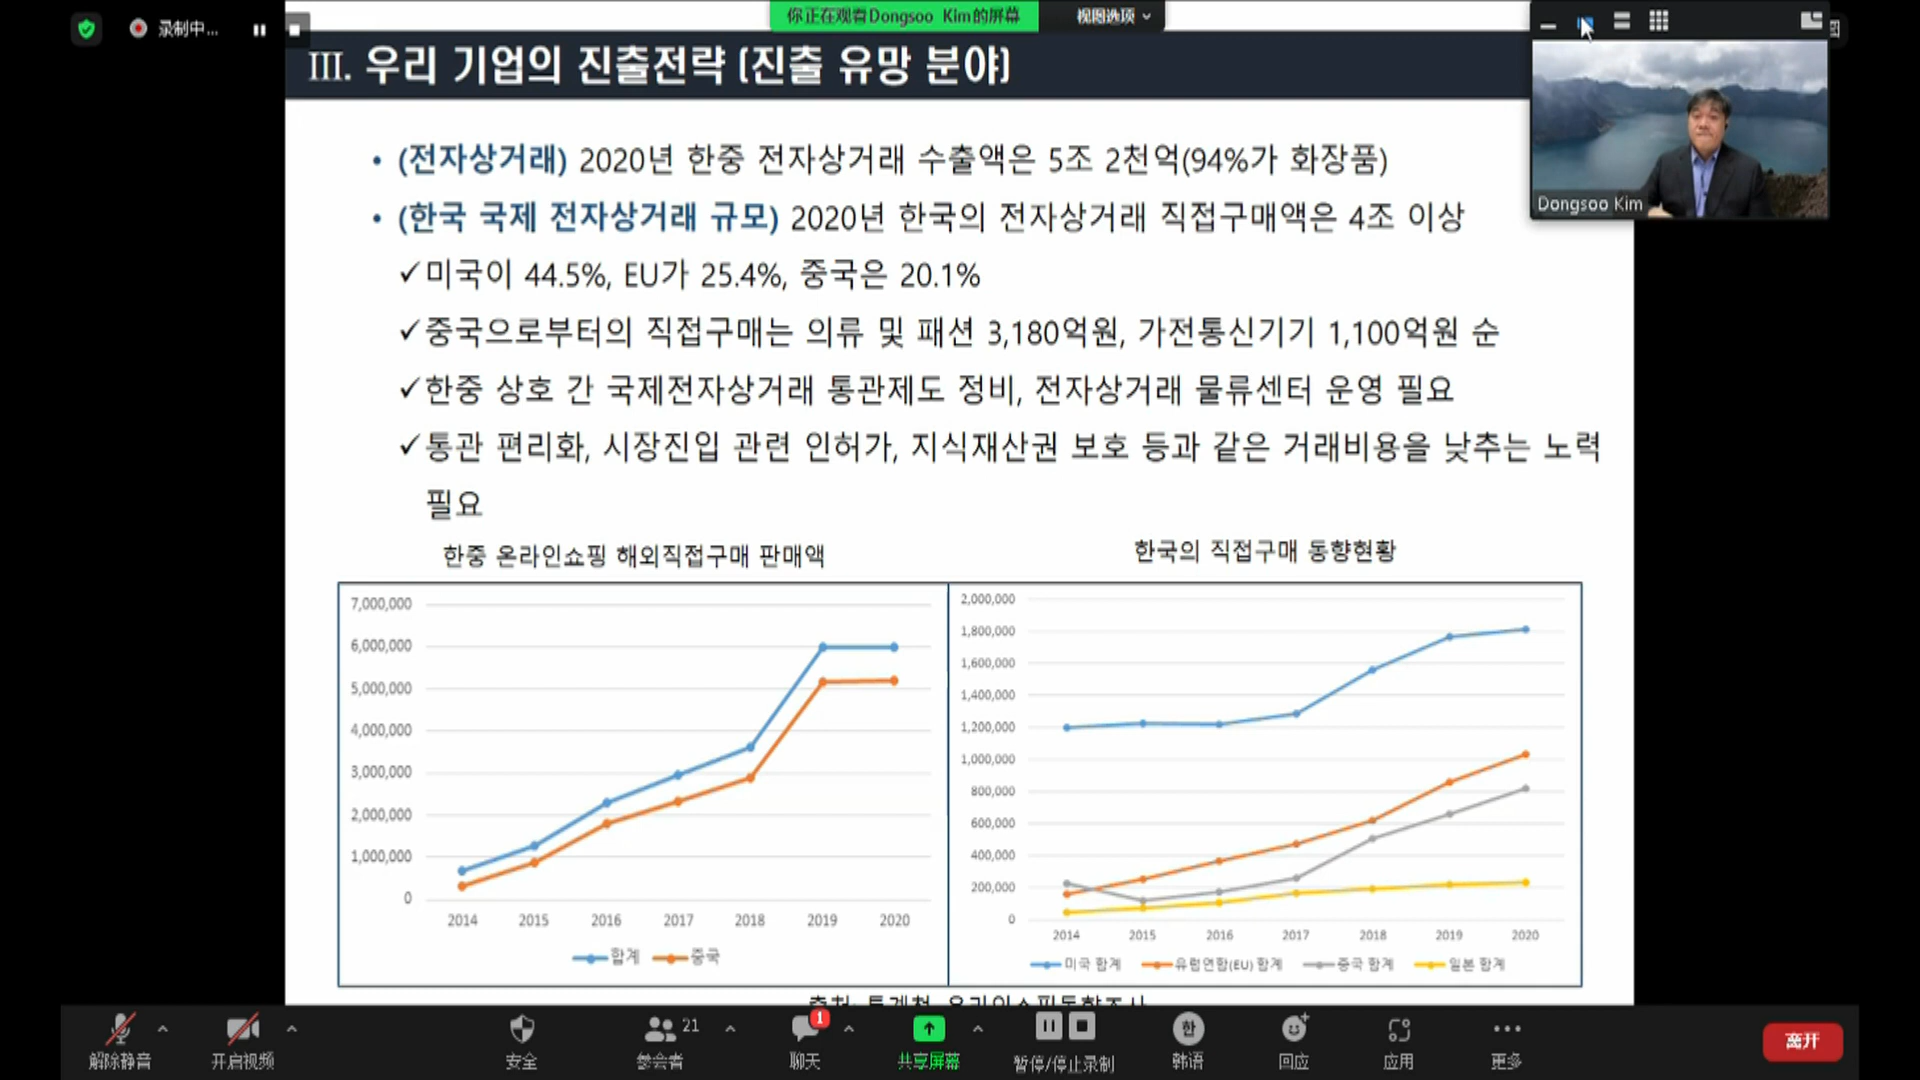 录制中...
你正在观看Dongsoo Kim的屏幕
视图选项
Dongsoo Kim
III. 우리 기업의 진출전략 (진출 유망 분야)
• (전자상거래) 2020년 한중 전자상거래 수출액은 5조 2천억(94%가 화장품)
• (한국 국제 전자상거래 규모) 2020년 한국의 전자상거래 직접구매액은 4조 이상
✓미국이 44.5%, EU가 25.4%, 중국은 20.1%
✓중국으로부터의 직접구매는 의류 및 패션 3,180억원, 가전통신기기 1,100억원 순
✓한중 상호 간 국제전자상거래 통관제도 정비, 전자상거래 물류센터 운영 필요
✓통관 편리화, 시장진입 관련 인허가, 지식재산권 보호 등과 같은 거래비용을 낮추는 노력
필요
한중 온라인쇼핑 해외직접구매 판매액
7,000,000
6,000,000
5,000,000
4,000,000
3,000,000
2,000,000
1,000,000
0
2014 2015 2016 2017 2018 2019 2020
합계 중국
한국의 직접구매 동향현황
2,000,000
1,800,000
1,600,000
1,400,000
1,200,000
1,000,000
800,000
600,000
400,000
200,000
0
2014 2015 2016 2017 2018 2019 2020
미국 합계 유럽연합(EU) 합계 중국 합계 일본 합계
출처: 통계청, 온라인쇼핑동향조사
解除静音
开启视频
安全
21
参会者
1
聊天
共享屏幕
暂停/停止录制
한
韩语
回应
应用
更多
离开